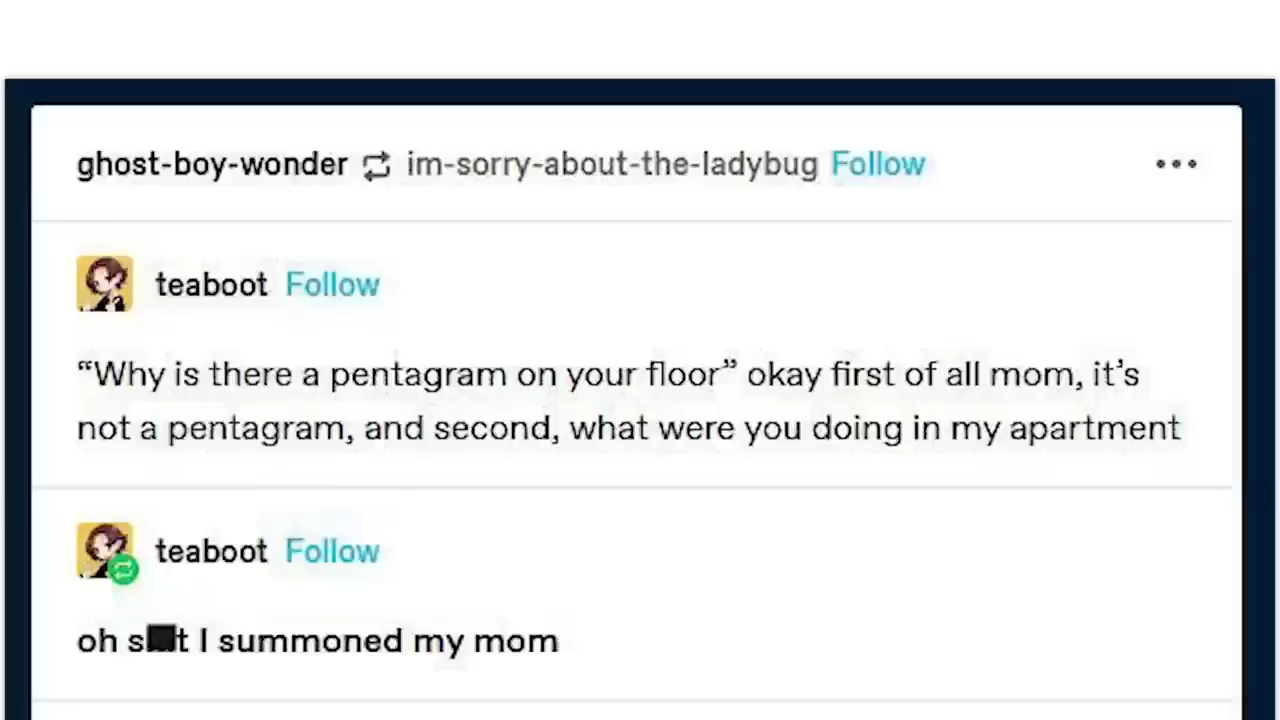 ghost-boy-wonder im-sorry-about-the-ladybug Follow
teaboot Follow
“Why is there a pentagram on your floor” okay first of all mom, it’s
not a pentagram, and second, what were you doing in my apartment
teaboot Follow
oh s■t I summoned my mom